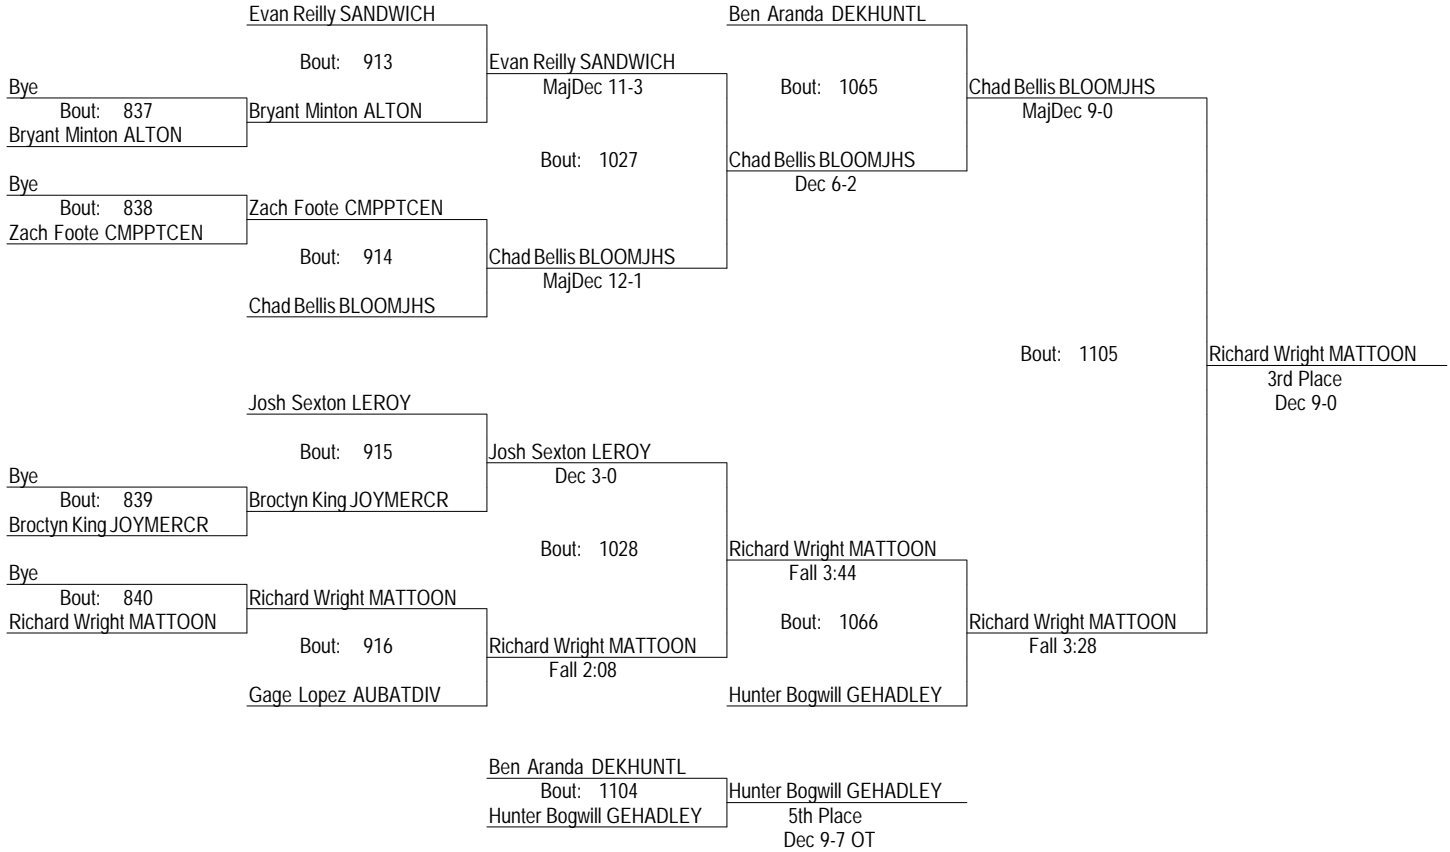 Evan Reilly SANDWICH
Bout: 913
Bye
Bout: 837
Bryant Minton ALTON
Bryant Minton ALTON
Evan Reilly SANDWICH
MajDec 11-3
Bye
Bout: 838
Zach Foote CMPPTCEN
Zach Foote CMPPTCEN
Bout: 914
Chad Bellis BLOOMJHS
Chad Bellis BLOOMJHS
MajDec 12-1
Bout: 1027
Ben Aranda DEKHUNTL
Bout: 1065
Chad Bellis BLOOMJHS
Dec 6-2
Chad Bellis BLOOMJHS
MajDec 9-0
Josh Sexton LEROY
Bout: 915
Bye
Bout: 839
Broctyn King JOYMERCR
Broctyn King JOYMERCR
Josh Sexton LEROY
Dec 3-0
Bye
Bout: 840
Richard Wright MATTOON
Richard Wright MATTOON
Bout: 916
Gage Lopez AUBATDIV
Richard Wright MATTOON
Fall 2:08
Bout: 1028
Richard Wright MATTOON
Fall 3:44
Bout: 1066
Hunter Bogwill GEHADLEY
Richard Wright MATTOON
Fall 3:28
Bout: 1105
Richard Wright MATTOON
3rd Place
Dec 9-0
Ben Aranda DEKHUNTL
Bout: 1104
Hunter Bogwill GEHADLEY
Hunter Bogwill GEHADLEY
5th Place
Dec 9-7 OT